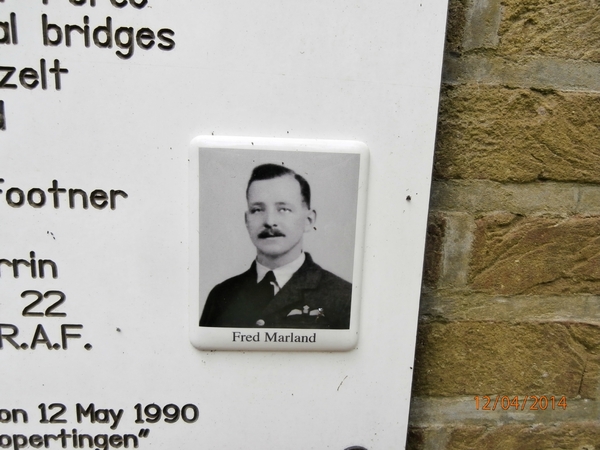 al bridges
zelt
Footner
rrin
22
R.A.F.
Fred Marland
on 12 May 1990
opertingen"
12/04/2014